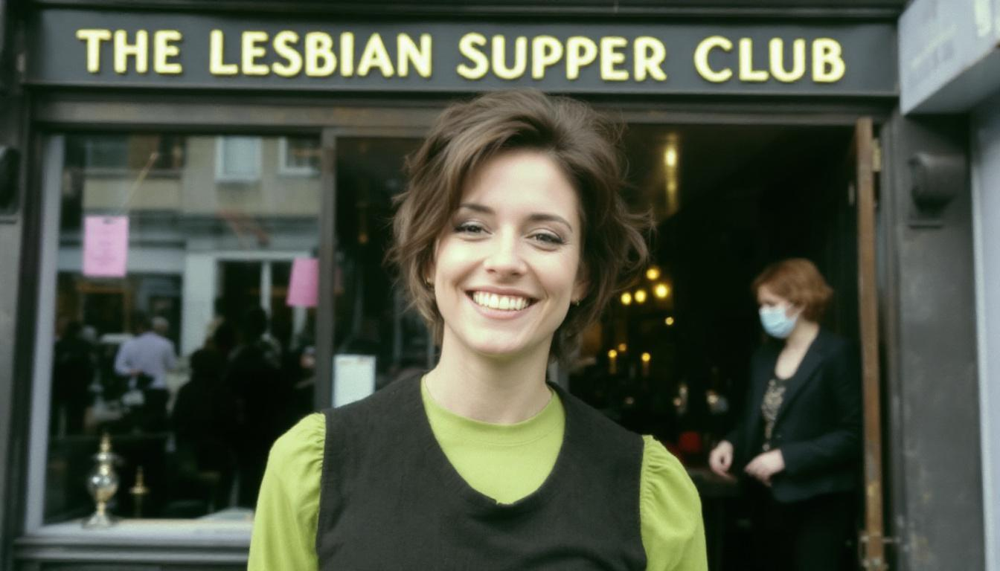 THE LESBIAN SUPPER CLUB